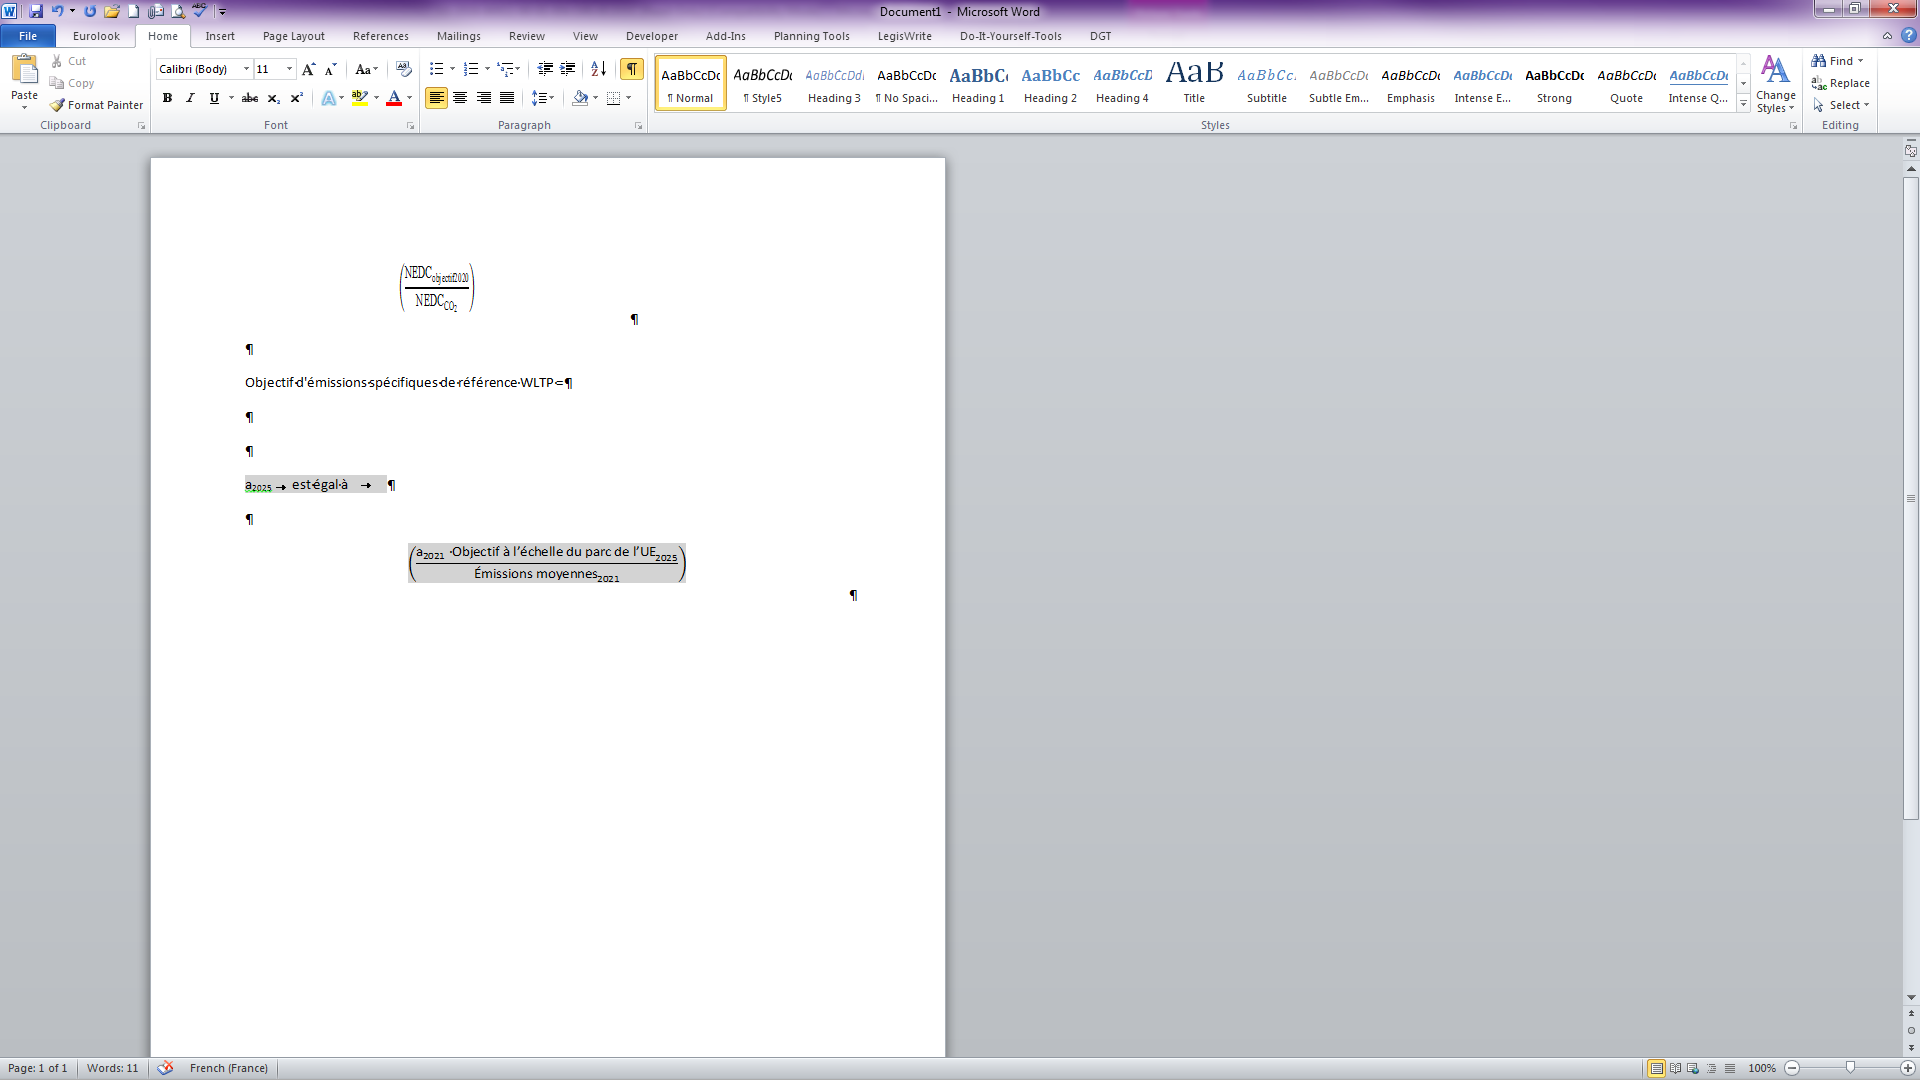 Document1 - Microsoft Word
File Eurolook Home Insert Page Layout References Mailings Review View Developer Add-Ins Planning Tools LegisWrite Do-It-Yourself-Tools DGT
Paste
Cut
Copy
Format Painter
Clipboard
Calibri (Body) 11
Font
Paragraph
AaBbCcDc AaBbCcDc AaBbCcDdI AaBbCcDc AaBbCc AaBbCc AaBbCcD AaB AaBbCc. AaBbCcDc AaBbCcDc AaBbCcDc AaBbCcDc AaBbCcDc AaBbCcDc
¶ Normal ¶ Style5 Heading 3 ¶ No Spaci... Heading 1 Heading 2 Heading 4 Title Subtitle Subtle Em... Emphasis Intense E... Strong Quote Intense Q...
Styles
Change Styles
Find
Replace
Select
Editing
(NEDC objectif2020
NEDC CO2) ¶
¶
Objectif·d'émissions·spécifiques·de·référence·WLTP·=¶
¶
¶
a2025 → est·égal·à → ¶
¶
(a2021 ·Objectif à l’échelle du parc de l’UE2025
Émissions moyennes2021)
¶
Page: 1 of 1 Words: 11 French (France) 100%